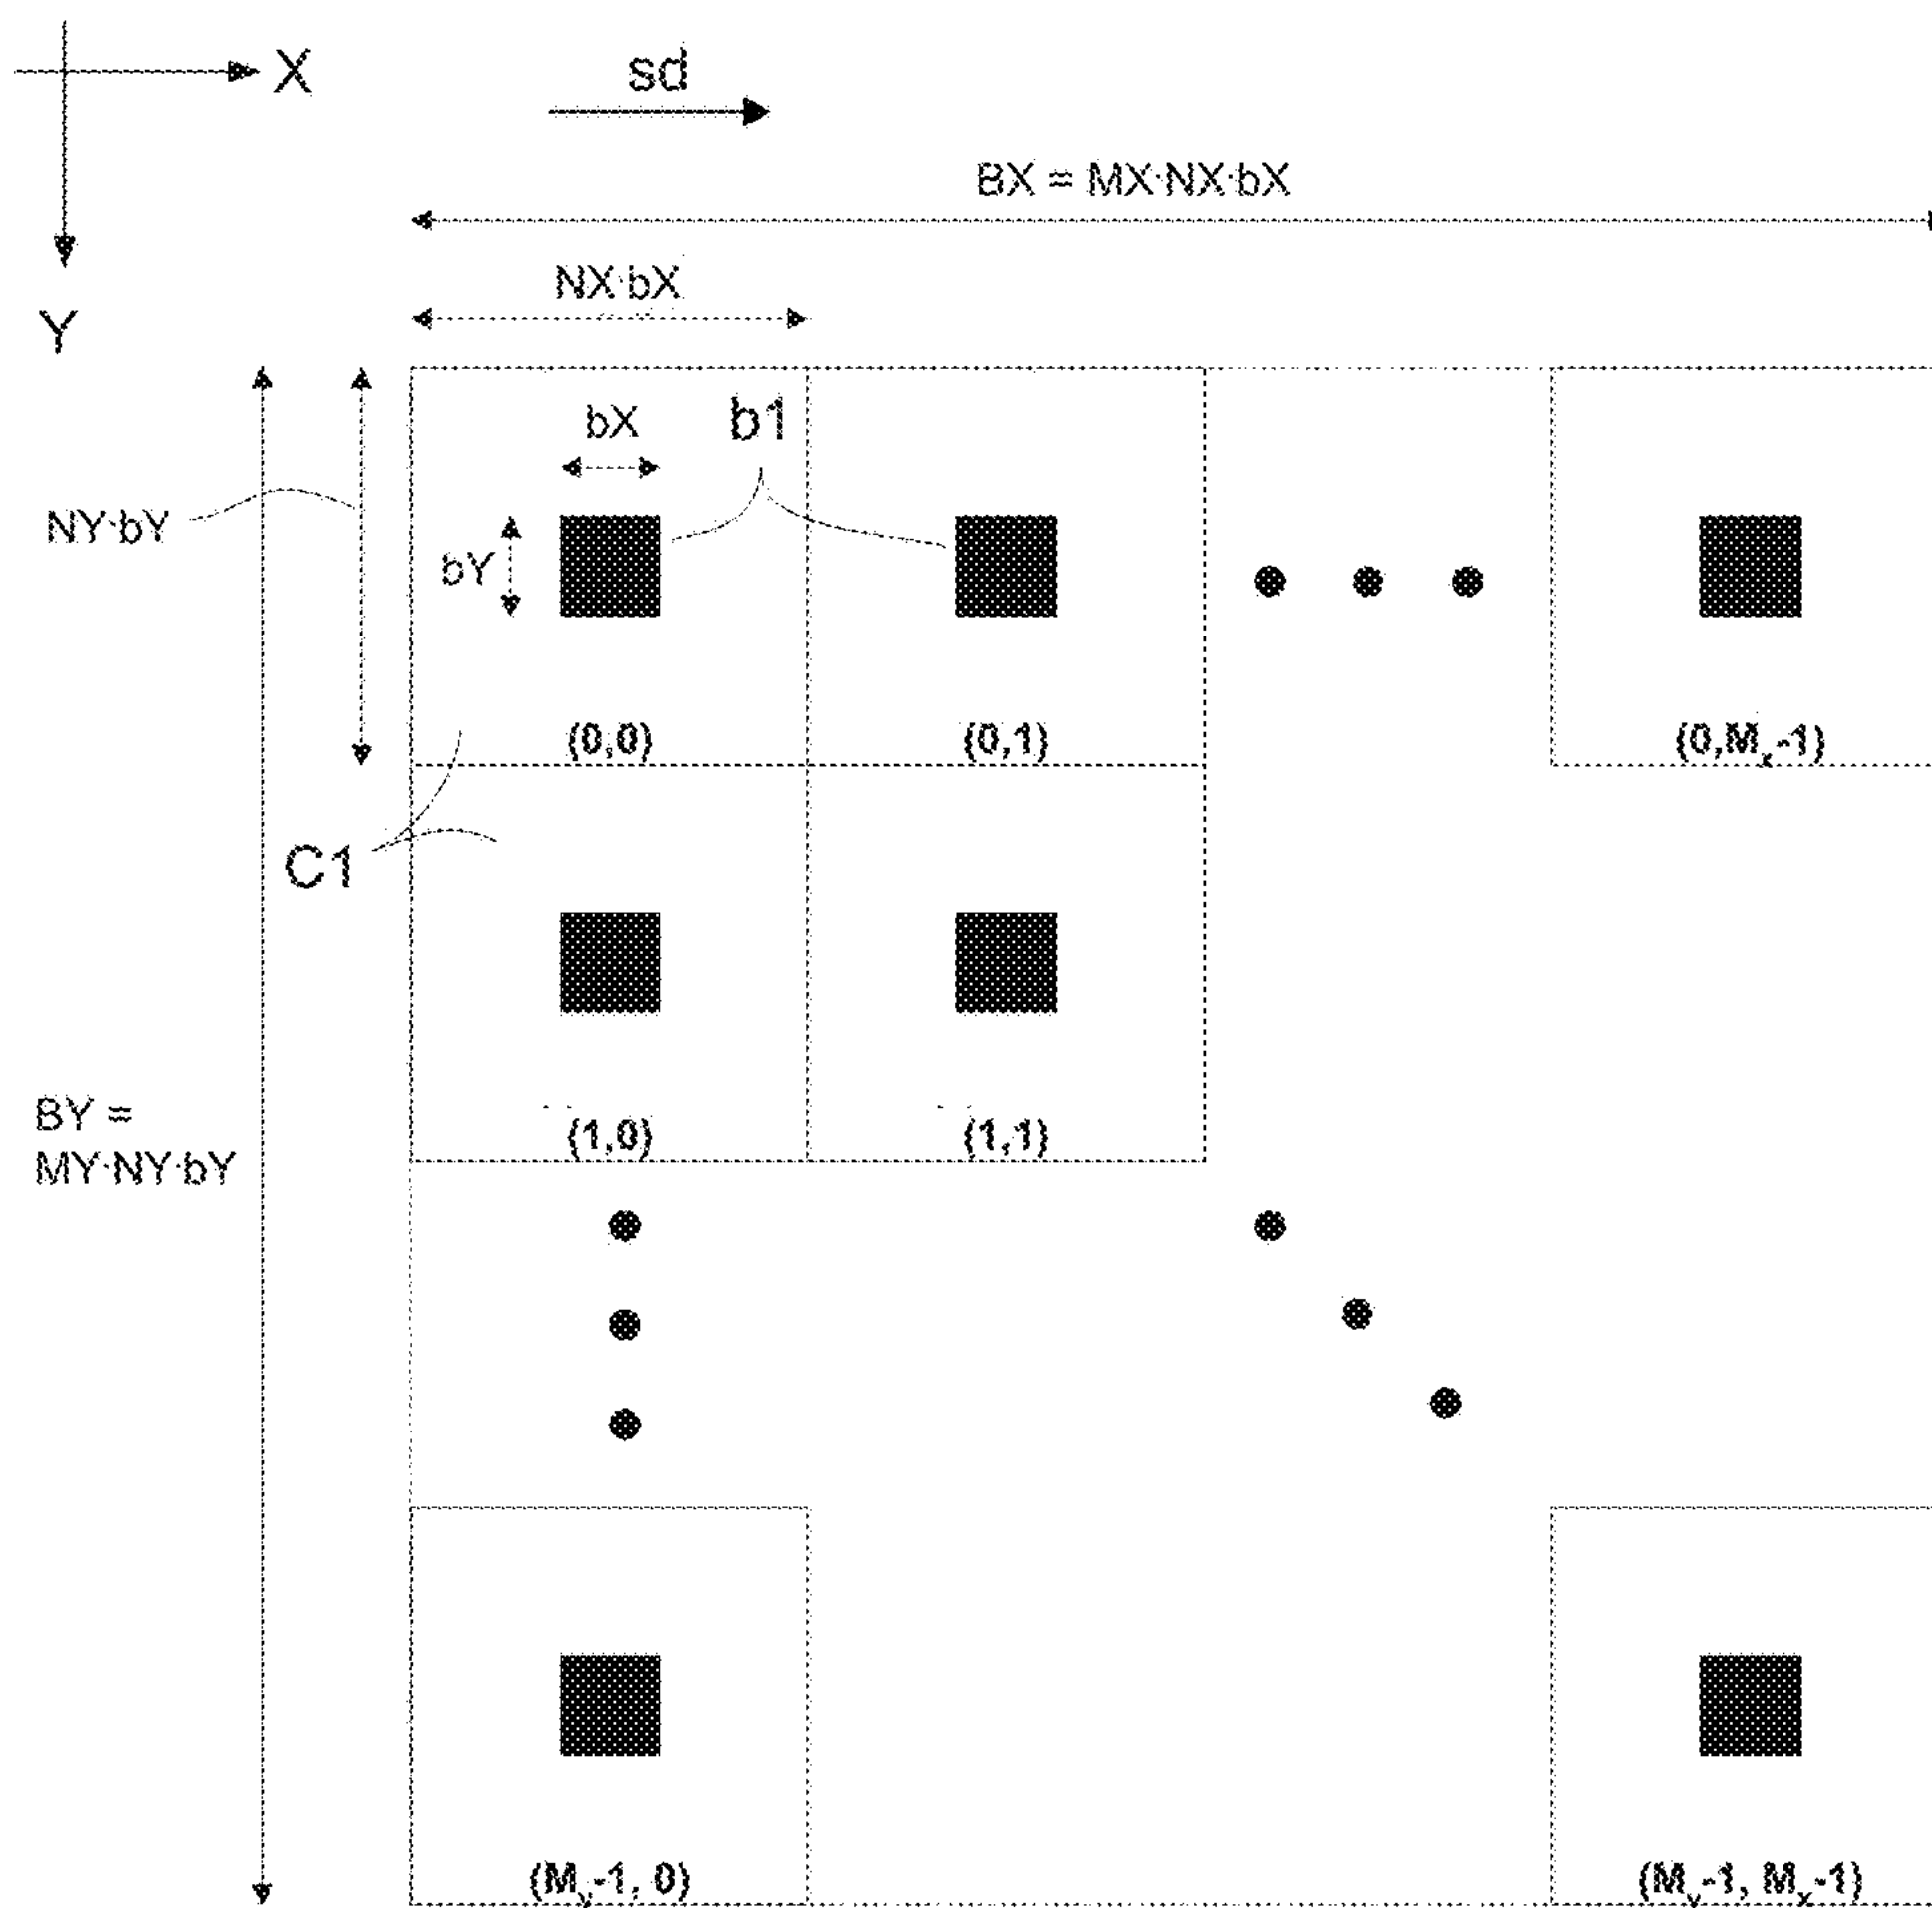 X
sd
BX = MX·NX·bX
NX·bX
Y
bX
b1
NY·bY
bY
(0,0)
(0,1)
(0,Mx-1)
C1
BY =
MY·NY·bY
(1,0)
(1,1)
(My-1, 0)
(My-1, Mx-1)